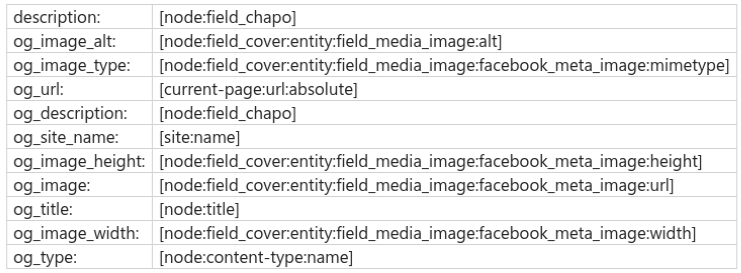 description: [node:field_chapo]
og_image_alt: [node:field_cover:entity:field_media_image:alt]
og_image_type: [node:field_cover:entity:field_media_image:facebook_meta_image:mimetype]
og_url: [current-page:url:absolute]
og_description: [node:field_chapo]
og_site_name: [site:name]
og_image_height: [node:field_cover:entity:field_media_image:facebook_meta_image:height]
og_image: [node:field_cover:entity:field_media_image:facebook_meta_image:url]
og_title: [node:title]
og_image_width: [node:field_cover:entity:field_media_image:facebook_meta_image:width]
og_type: [node:content-type:name]